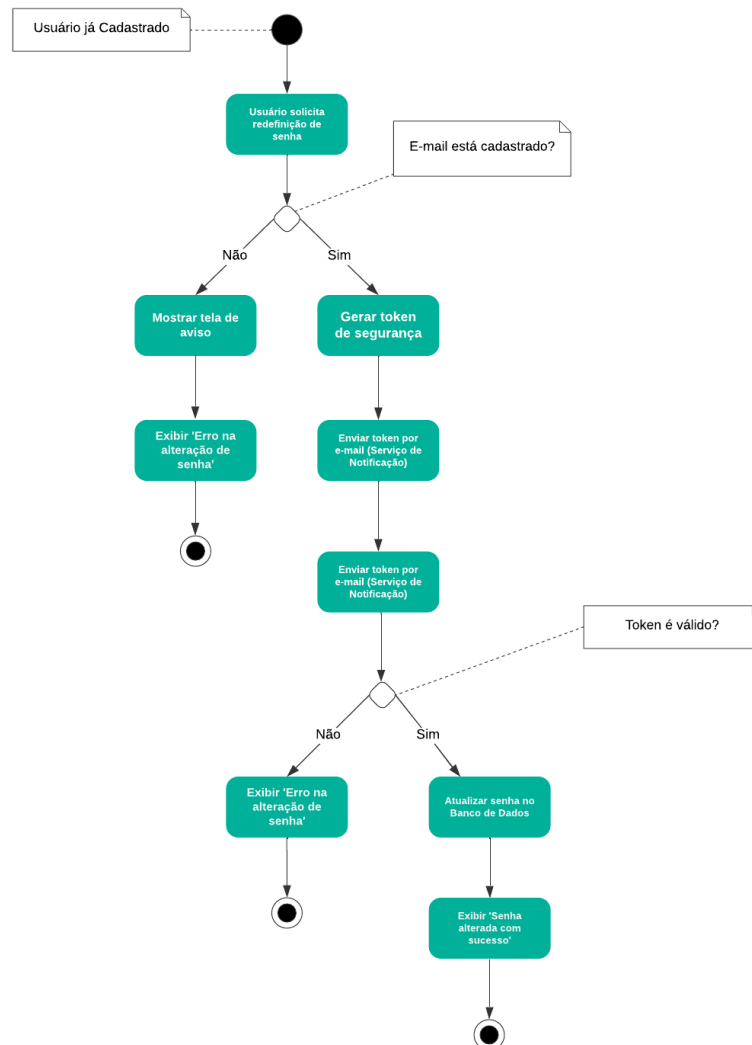 Usuário já Cadastrado
Usuário solicita
redefinição de
senha
E-mail está cadastrado?
Não
Sim
Mostrar tela de
aviso
Gerar token
de segurança
Exibir 'Erro na
alteração de
senha'
Enviar token por
e-mail (Serviço de
Notificação)
Enviar token por
e-mail (Serviço de
Notificação)
Token é válido?
Não
Sim
Exibir 'Erro na
alteração de
senha'
Atualizar senha no
Banco de Dados
Exibir 'Senha
alterada com
sucesso'